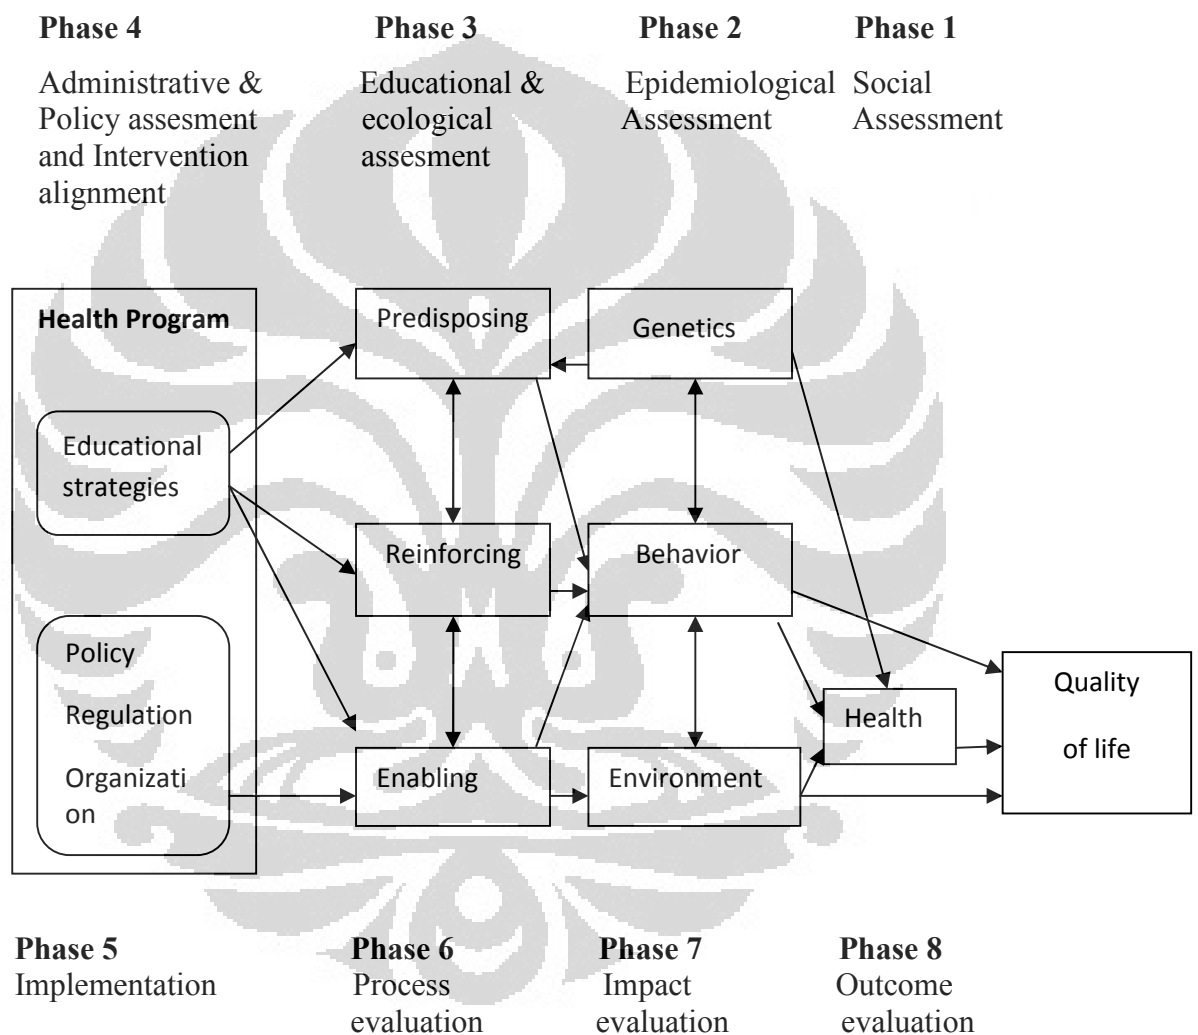 Phase 4
Administrative &
Policy assesment
and Intervention
alignment
Phase 3
Educational &
ecological
assesment
Phase 2
Epidemiological
Assessment
Phase 1
Social
Assessment
Health Program
Educational
strategies
Policy
Regulation
Organizati
on
Predisposing
Reinforcing
Enabling
Genetics
Behavior
Environment
Health
Quality
of life
Phase 5
Implementation
Phase 6
Process
evaluation
Phase 7
Impact
evaluation
Phase 8
Outcome
evaluation